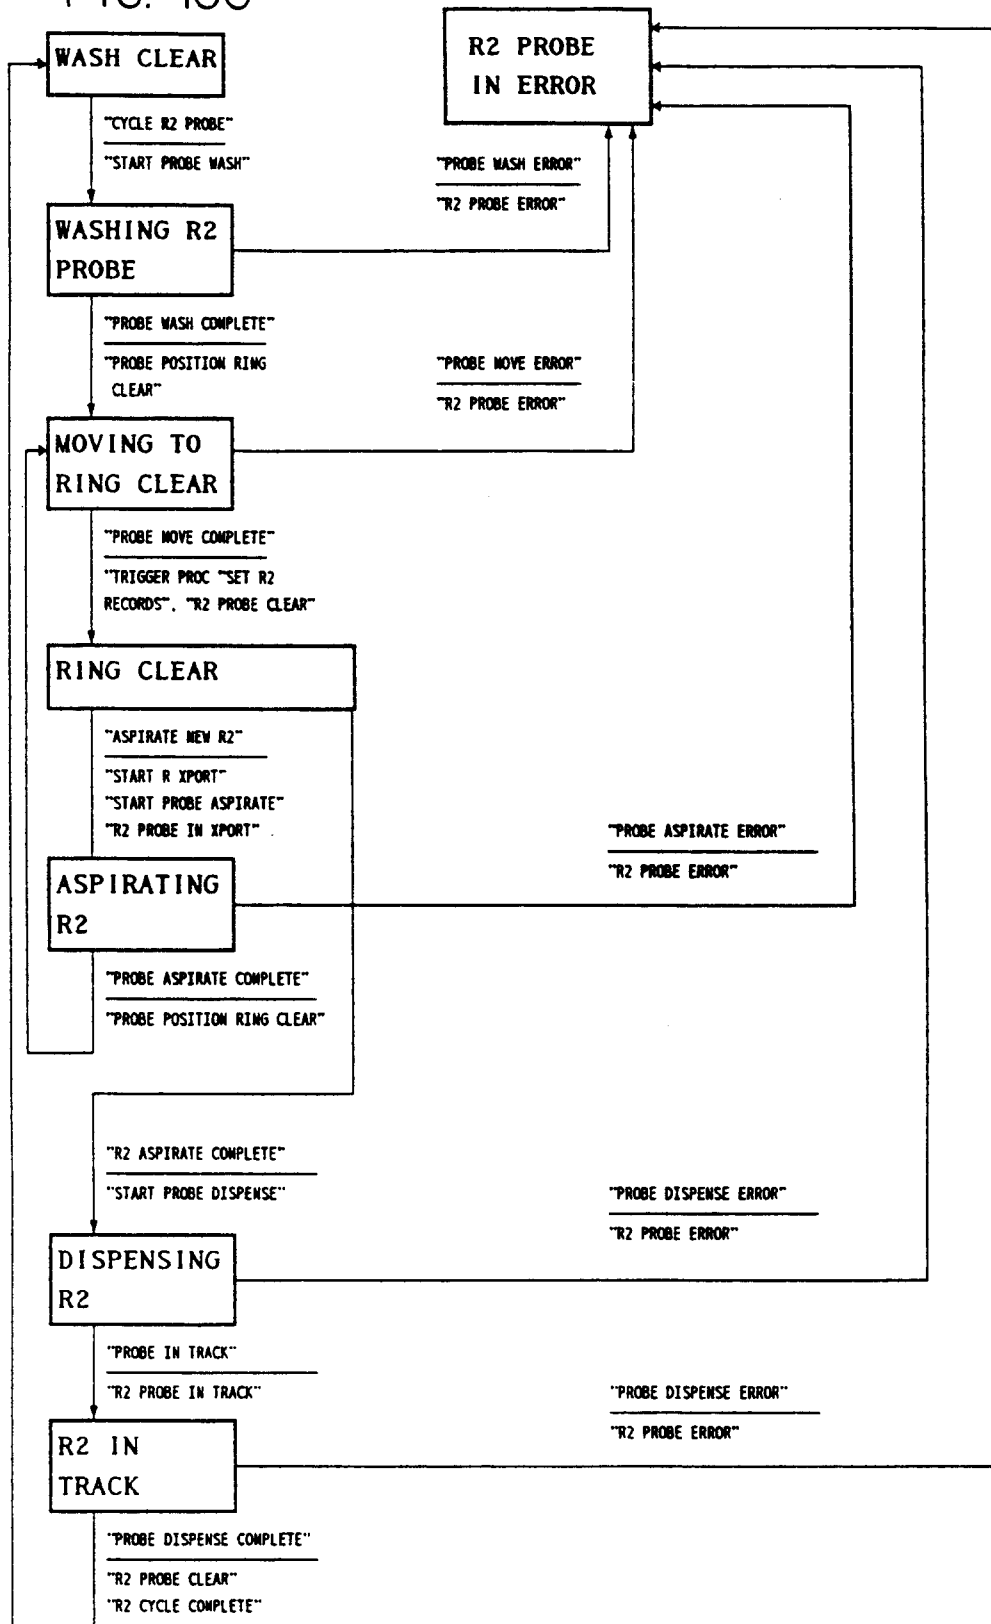 WASH CLEAR
R2 PROBE
IN ERROR
"CYCLE R2 PROBE"
"START PROBE WASH"
"PROBE WASH ERROR"
"R2 PROBE ERROR"
WASHING R2
PROBE
"PROBE WASH COMPLETE"
"PROBE POSITION RING
CLEAR"
"PROBE MOVE ERROR"
"R2 PROBE ERROR"
MOVING TO
RING CLEAR
"PROBE MOVE COMPLETE"
"TRIGGER PROC "SET R2
RECORDS", "R2 PROBE CLEAR"
RING CLEAR
"ASPIRATE NEW R2"
"START R XPORT"
"START PROBE ASPIRATE"
"R2 PROBE IN XPORT"
"PROBE ASPIRATE ERROR"
"R2 PROBE ERROR"
ASPIRATING
R2
"PROBE ASPIRATE COMPLETE"
"PROBE POSITION RING CLEAR"
"R2 ASPIRATE COMPLETE"
"START PROBE DISPENSE"
"PROBE DISPENSE ERROR"
"R2 PROBE ERROR"
DISPENSING
R2
"PROBE IN TRACK"
"R2 PROBE IN TRACK"
"PROBE DISPENSE ERROR"
"R2 PROBE ERROR"
R2 IN
TRACK
"PROBE DISPENSE COMPLETE"
"R2 PROBE CLEAR"
"R2 CYCLE COMPLETE"